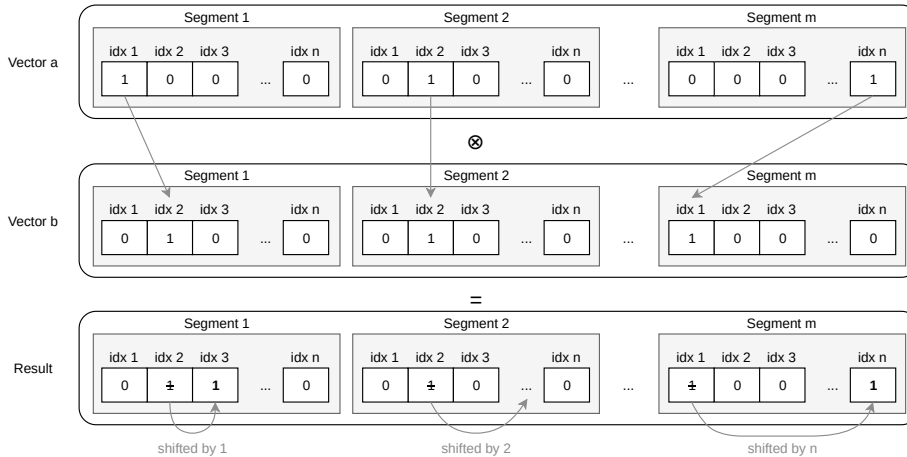 Segment 1 Segment 2 Segment m
idx 1 idx 2 idx 3 idx n idx 1 idx 2 idx 3 idx n idx 1 idx 2 idx 3 idx n
Vector a 1 0 0 ... 0 0 1 0 ... 0 ... 0 0 0 ... 1
⊗
Segment 1 Segment 2 Segment m
idx 1 idx 2 idx 3 idx n idx 1 idx 2 idx 3 idx n idx 1 idx 2 idx 3 idx n
Vector b 0 1 0 ... 0 0 1 0 ... 0 ... 1 0 0 ... 0
=
Segment 1 Segment 2 Segment m
idx 1 idx 2 idx 3 idx n idx 1 idx 2 idx 3 idx n idx 1 idx 2 idx 3 idx n
Result 0 1 1 ... 0 0 1 0 ... 0 ... 1 0 0 ... 1
shifted by 1 shifted by 2 shifted by n